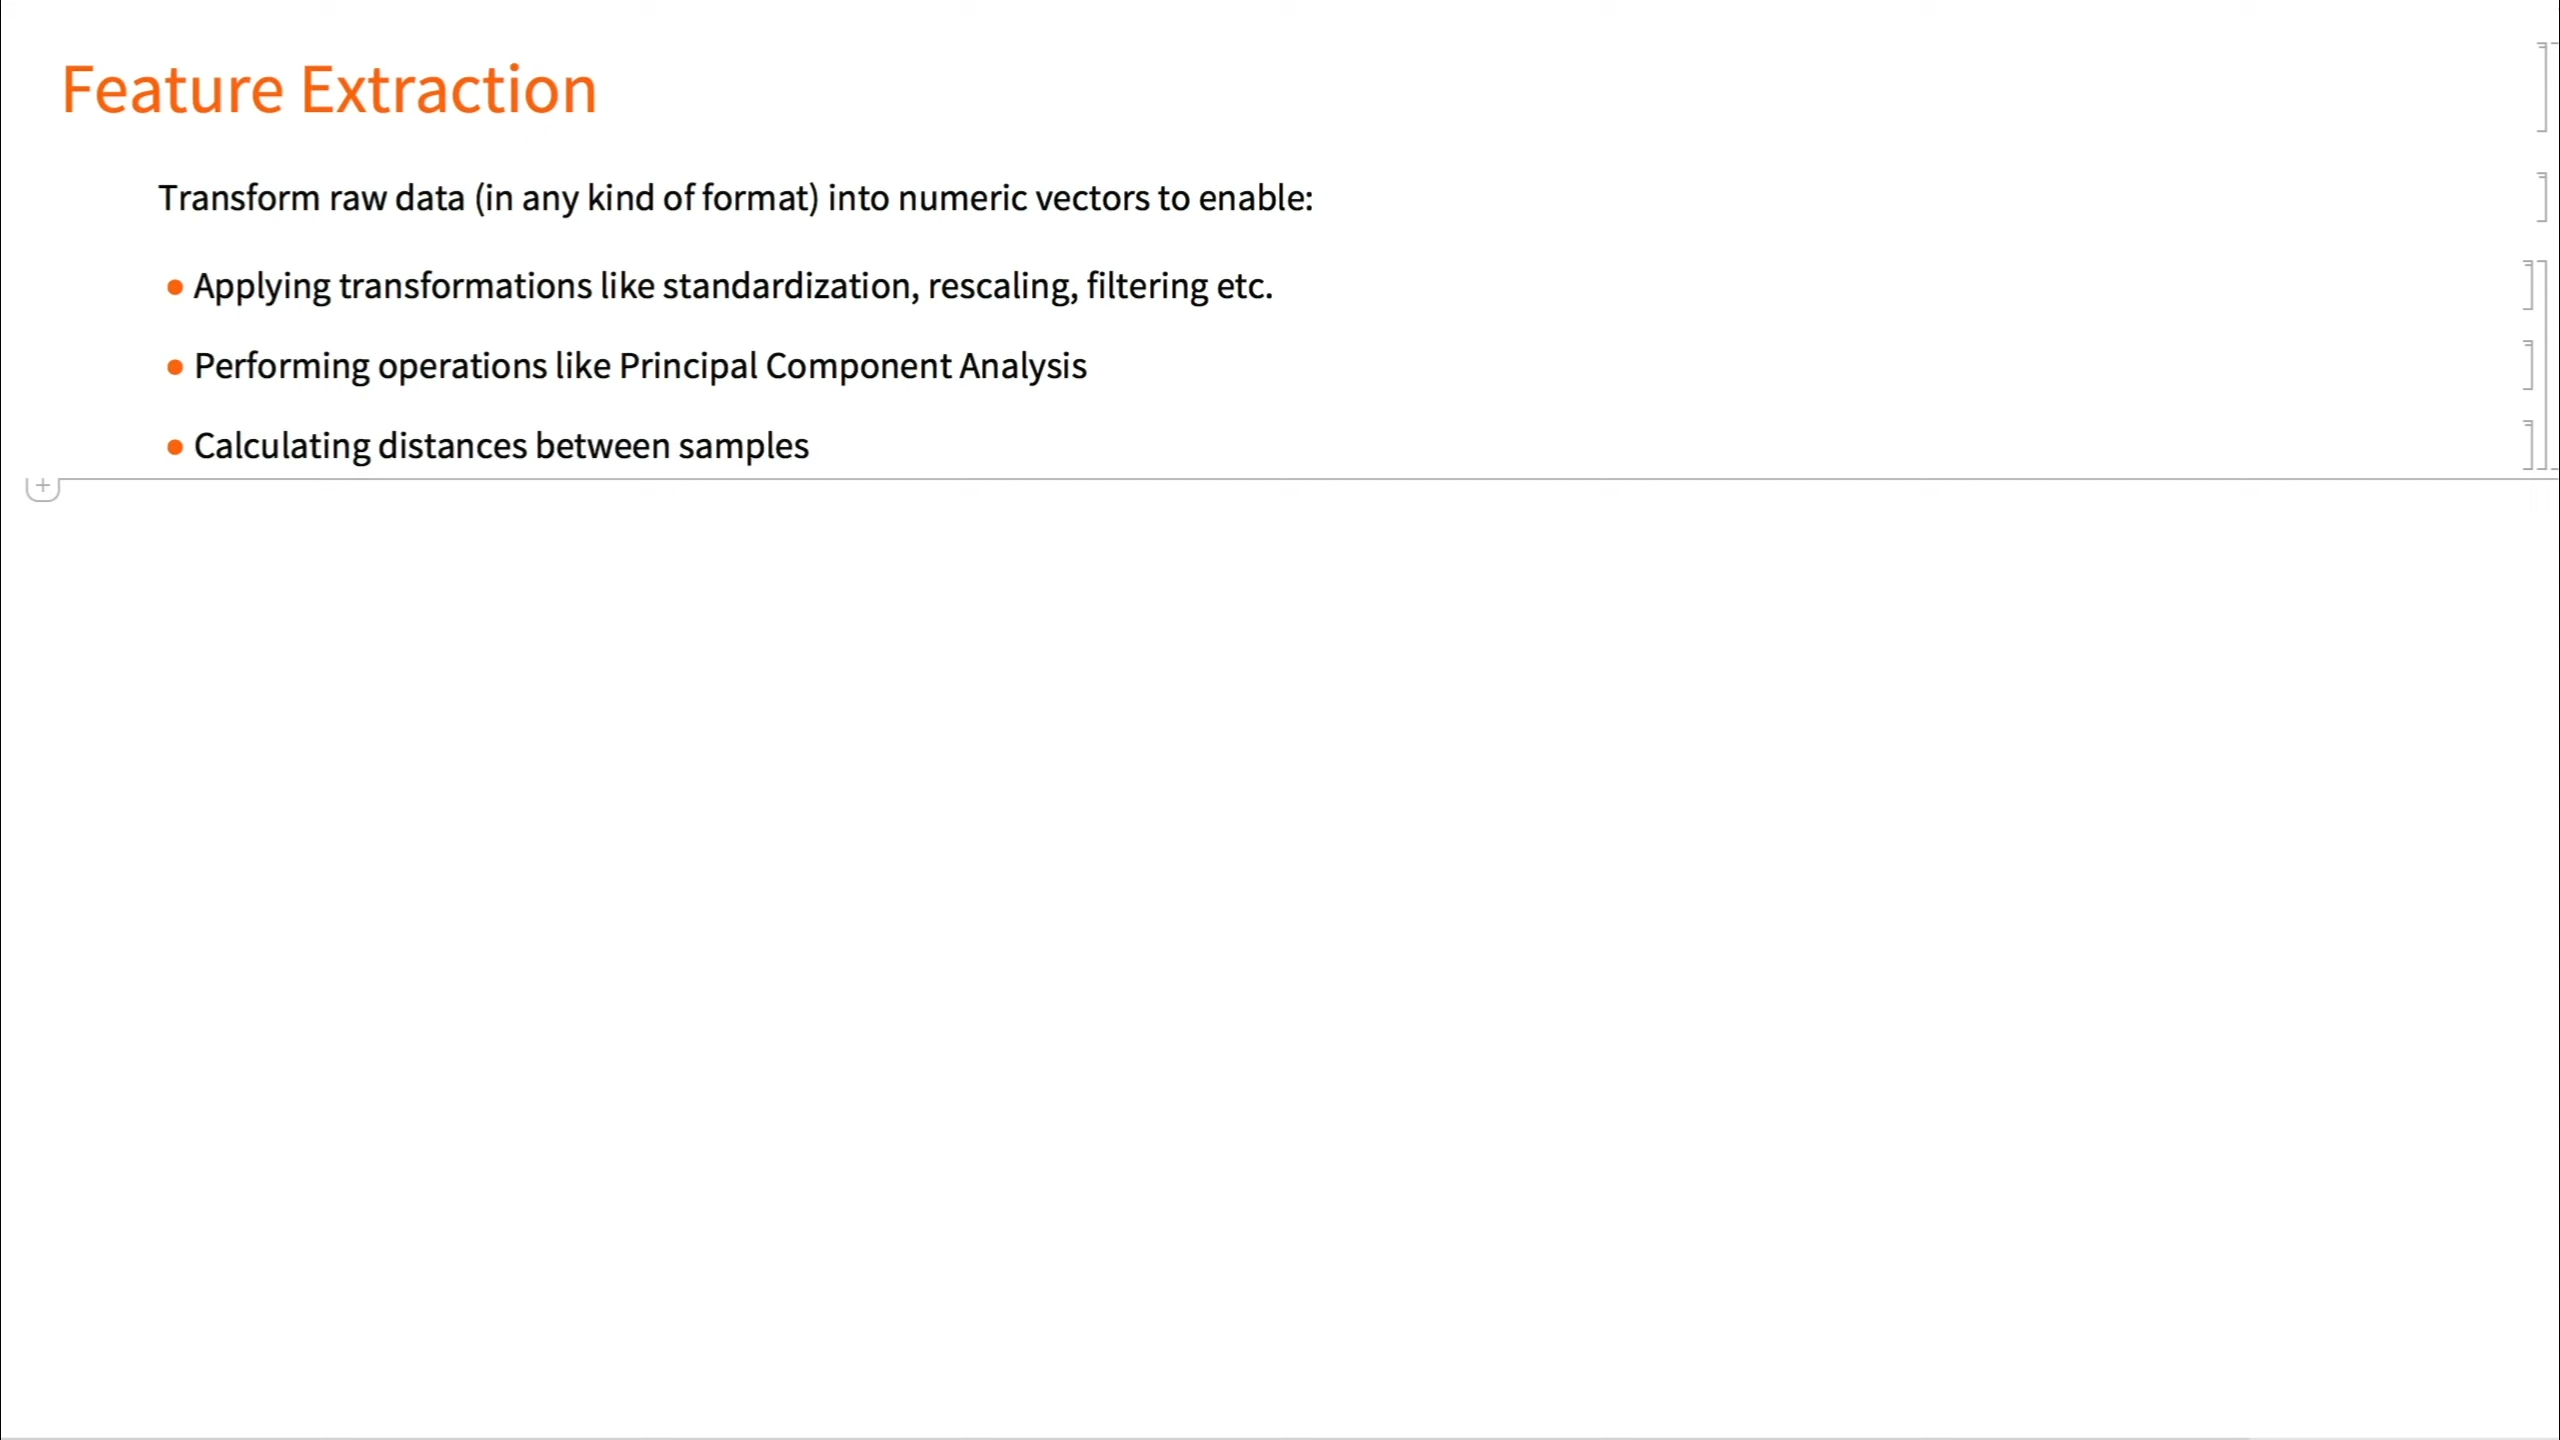 Feature Extraction
Transform raw data (in any kind of format) into numeric vectors to enable:
• Applying transformations like standardization, rescaling, filtering etc.
• Performing operations like Principal Component Analysis
• Calculating distances between samples